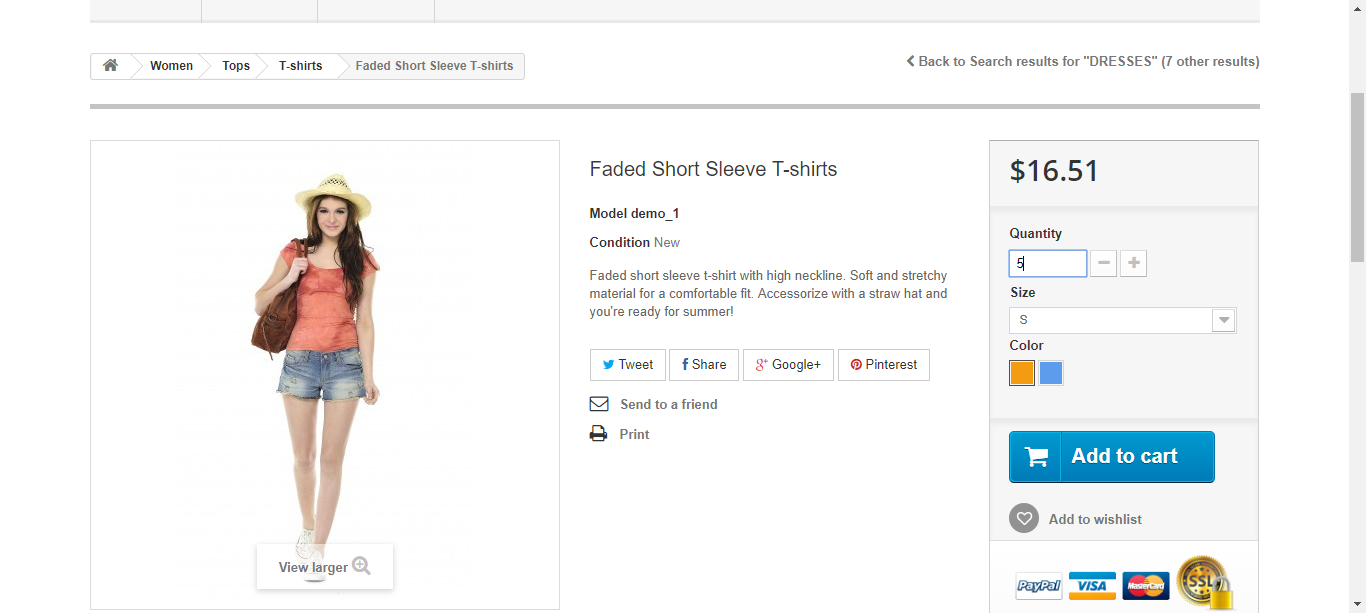 Women
Tops
T-shirts
Faded Short Sleeve T-shirts
Back to Search results for "DRESSES" (7 other results)
View larger
Faded Short Sleeve T-shirts
Model demo_1
Condition New
Faded short sleeve t-shirt with high neckline. Soft and stretchy
material for a comfortable fit. Accessorize with a straw hat and
you're ready for summer!
Tweet
Share
Google+
Pinterest
Send to a friend
Print
$16.51
Quantity
5
Size
S
Color
Add to cart
Add to wishlist
PayPal
VISA
MasterCard
SSL